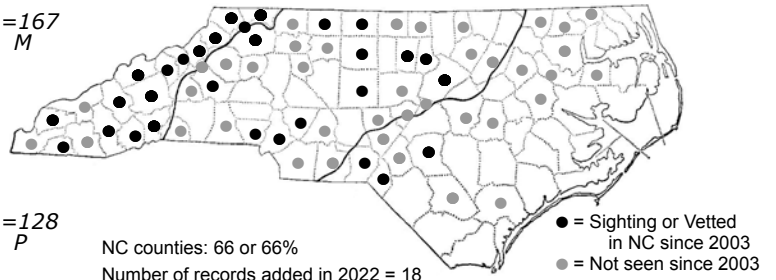 =167
M
=128
P
NC counties: 66 or 66%
Number of records added in 2022 = 18
● = Sighting or Vetted
in NC since 2003
● = Not seen since 2003